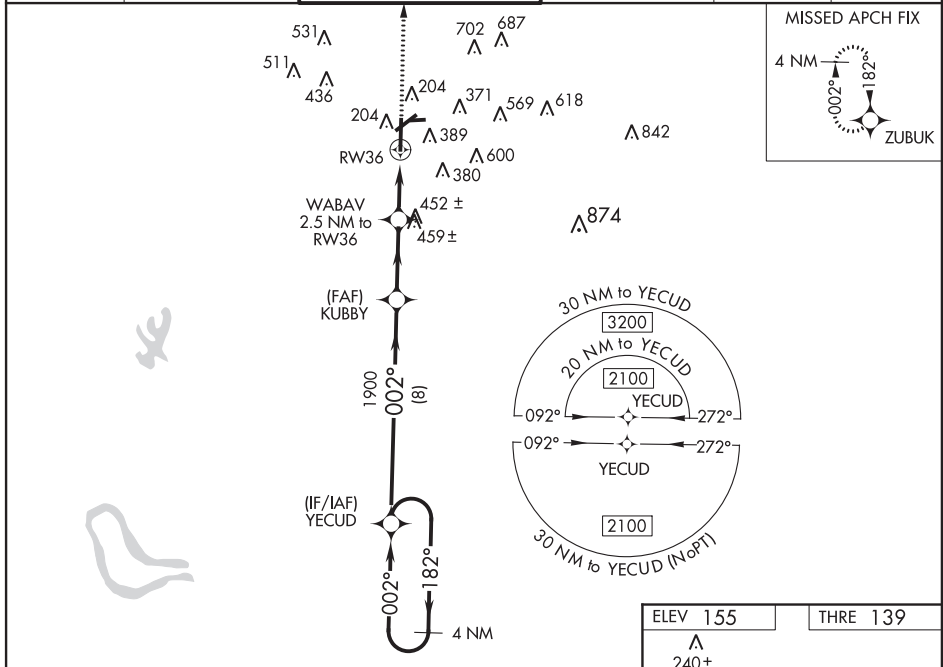 MISSED APCH FIX
4 NM
002°
182°
ZUBUK
531
702
687
511
436
204
204
371
569
618
389
842
RW36
600
380
WABAV
2.5 NM to
RW36
452 ±
459 ±
874
(FAF)
KUBBY
1900
002°
(8)
30 NM to YECUD
3200
20 NM to YECUD
2100
YECUD
092°
272°
092°
272°
YECUD
2100
30 NM to YECUD (NoPT)
(IF/IAF)
YECUD
002°
182°
4 NM
ELEV 155
THRE 139
240 ±